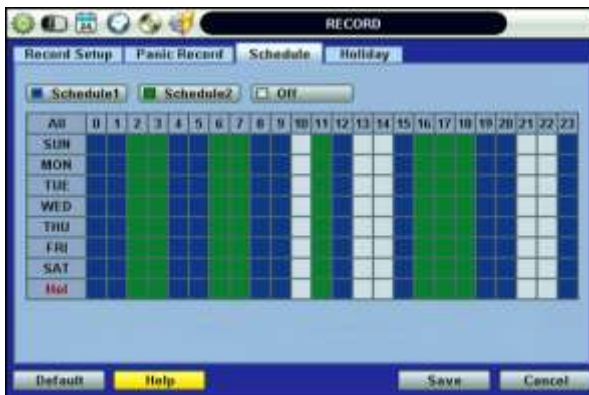 24
RECORD
Record Setup Panic Record Schedule Holiday
Schedule1 Schedule2 Off
All 0 1 2 3 4 5 6 7 8 9 10 11 12 13 14 15 16 17 18 19 20 21 22 23
SUN
MON
TUE
WED
THU
FRI
SAT
Hol
Default Help Save Cancel